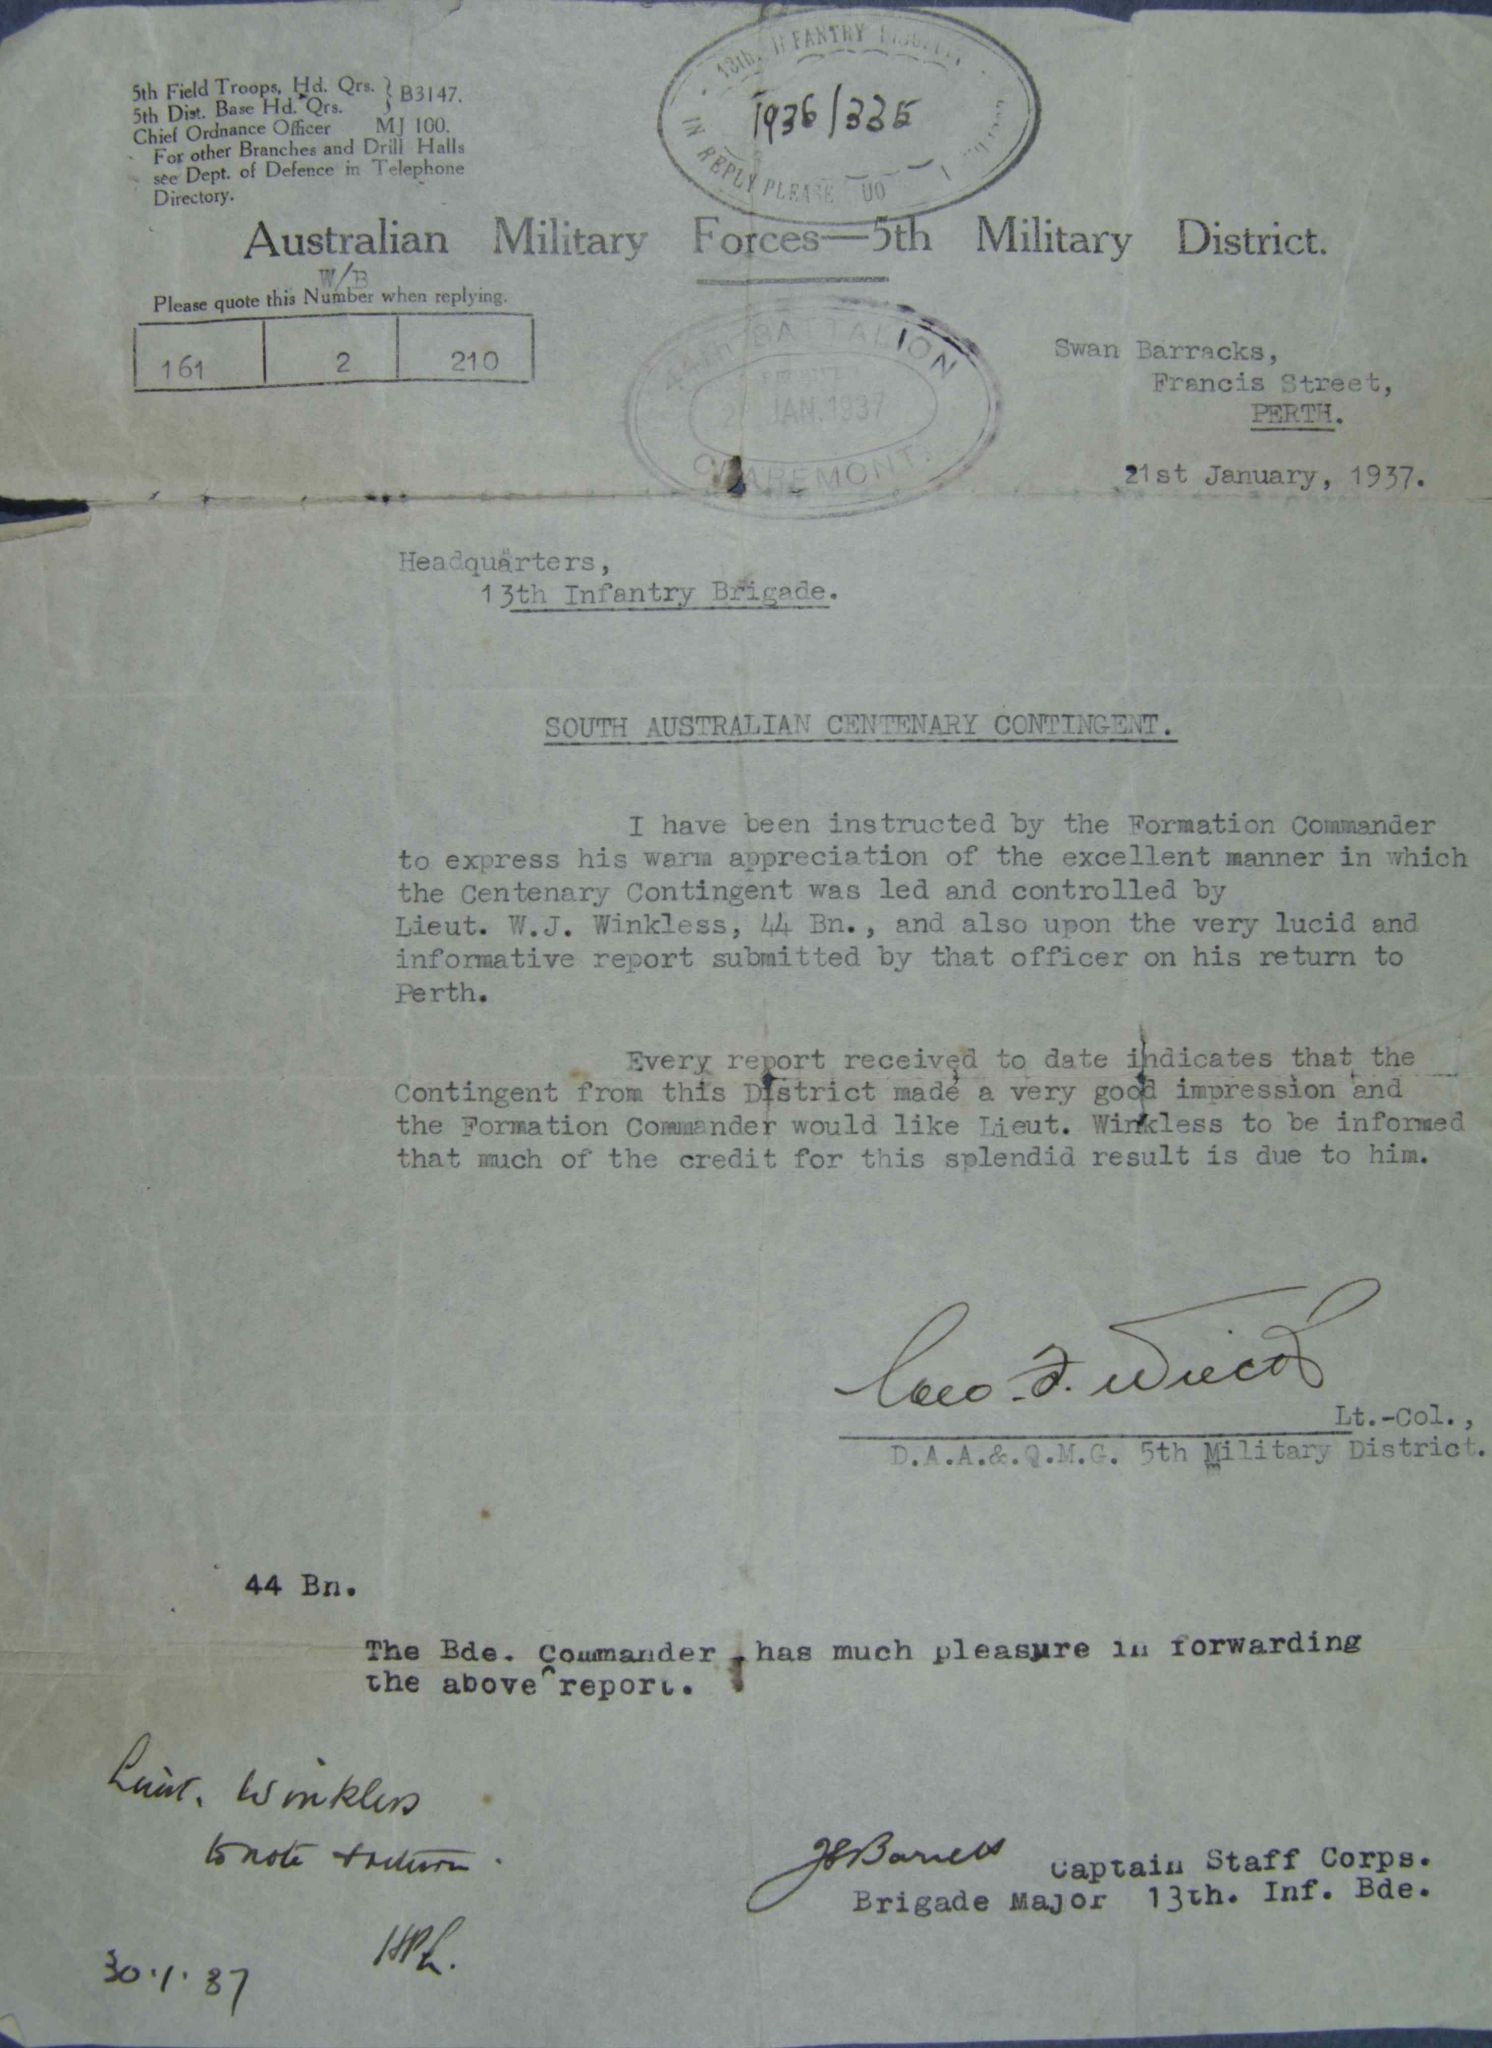 5th Field Troops, Hd. Qrs. } B3147.
5th Dist. Base Hd. Qrs.
Chief Ordnance Officer MJ 100.
For other Branches and Drill Halls
see Dept. of Defence in Telephone
Directory.
13th INFANTRY
1936/335
IN REPLY PLEASE
Australian Military Forces—5th Military District.
W/B
Please quote this Number when replying.
161 2 210
44th BATTALION
JAN. 1937
CLAREMONT.
Swan Barracks,
Francis Street,
PERTH.
21st January, 1937.
Headquarters,
13th Infantry Brigade.
SOUTH AUSTRALIAN CENTENARY CONTINGENT.
I have been instructed by the Formation Commander
to express his warm appreciation of the excellent manner in which
the Centenary Contingent was led and controlled by
Lieut. W.J. Winkless, 44 Bn., and also upon the very lucid and
informative report submitted by that officer on his return to
Perth.
Every report received to date indicates that the
Contingent from this District made a very good impression and
the Formation Commander would like Lieut. Winkless to be informed
that much of the credit for this splendid result is due to him.
Lt.-Col.,
D.A.A.&.Q.M.G. 5th Military District.
44 Bn.
The Bde. Commander has much pleasure in forwarding
the above report.
Lieut. Winkless
to note & return.
Captain Staff Corps.
Brigade Major 13th. Inf. Bde.
30.1.37